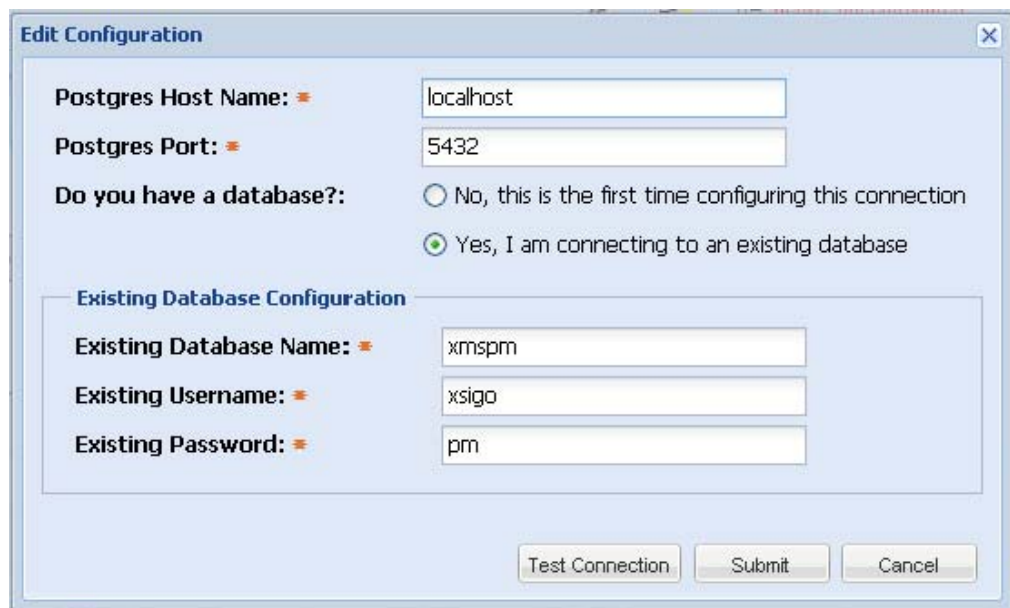 Edit Configuration
Postgres Host Name: * localhost
Postgres Port: * 5432
Do you have a database?: No, this is the first time configuring this connection
Yes, I am connecting to an existing database
Existing Database Configuration
Existing Database Name: * xmspm
Existing Username: * xsigo
Existing Password: * pm
Test Connection Submit Cancel